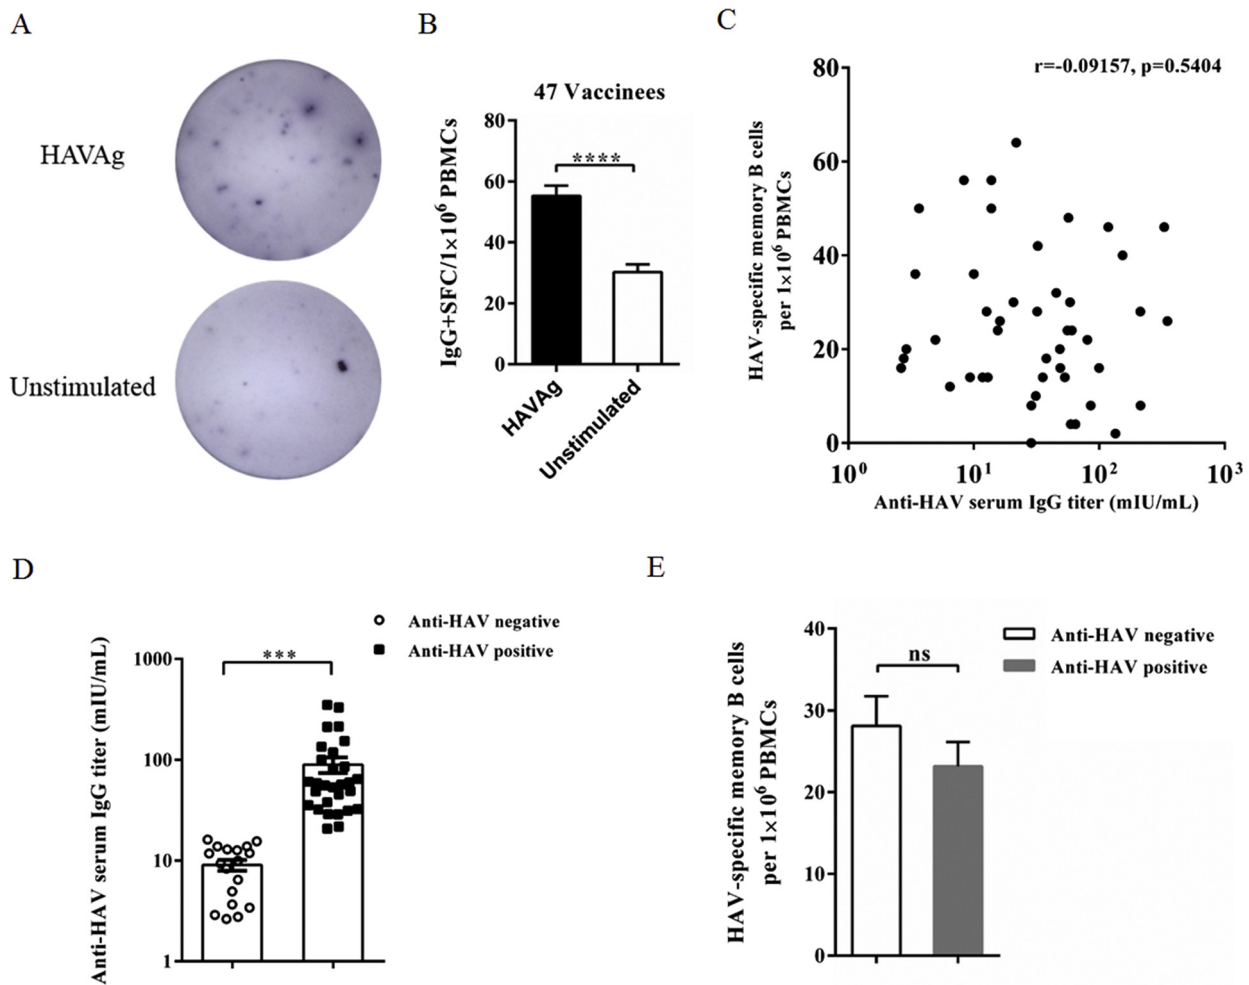 A
HAVAg
Unstimulated
B
47 Vaccinees
IgG+SFC/1×10⁶ PBMCs
80
60
40
20
0
****
HAVAg
Unstimulated
C
r=-0.09157, p=0.5404
HAV-specific memory B cells
per 1×10⁶ PBMCs
80
60
40
20
0
10⁰ 10¹ 10² 10³
Anti-HAV serum IgG titer (mIU/mL)
D
Anti-HAV negative
Anti-HAV positive
Anti-HAV serum IgG titer (mIU/mL)
1000
100
10
1
***
E
Anti-HAV negative
Anti-HAV positive
HAV-specific memory B cells
per 1×10⁶ PBMCs
40
30
20
10
0
ns